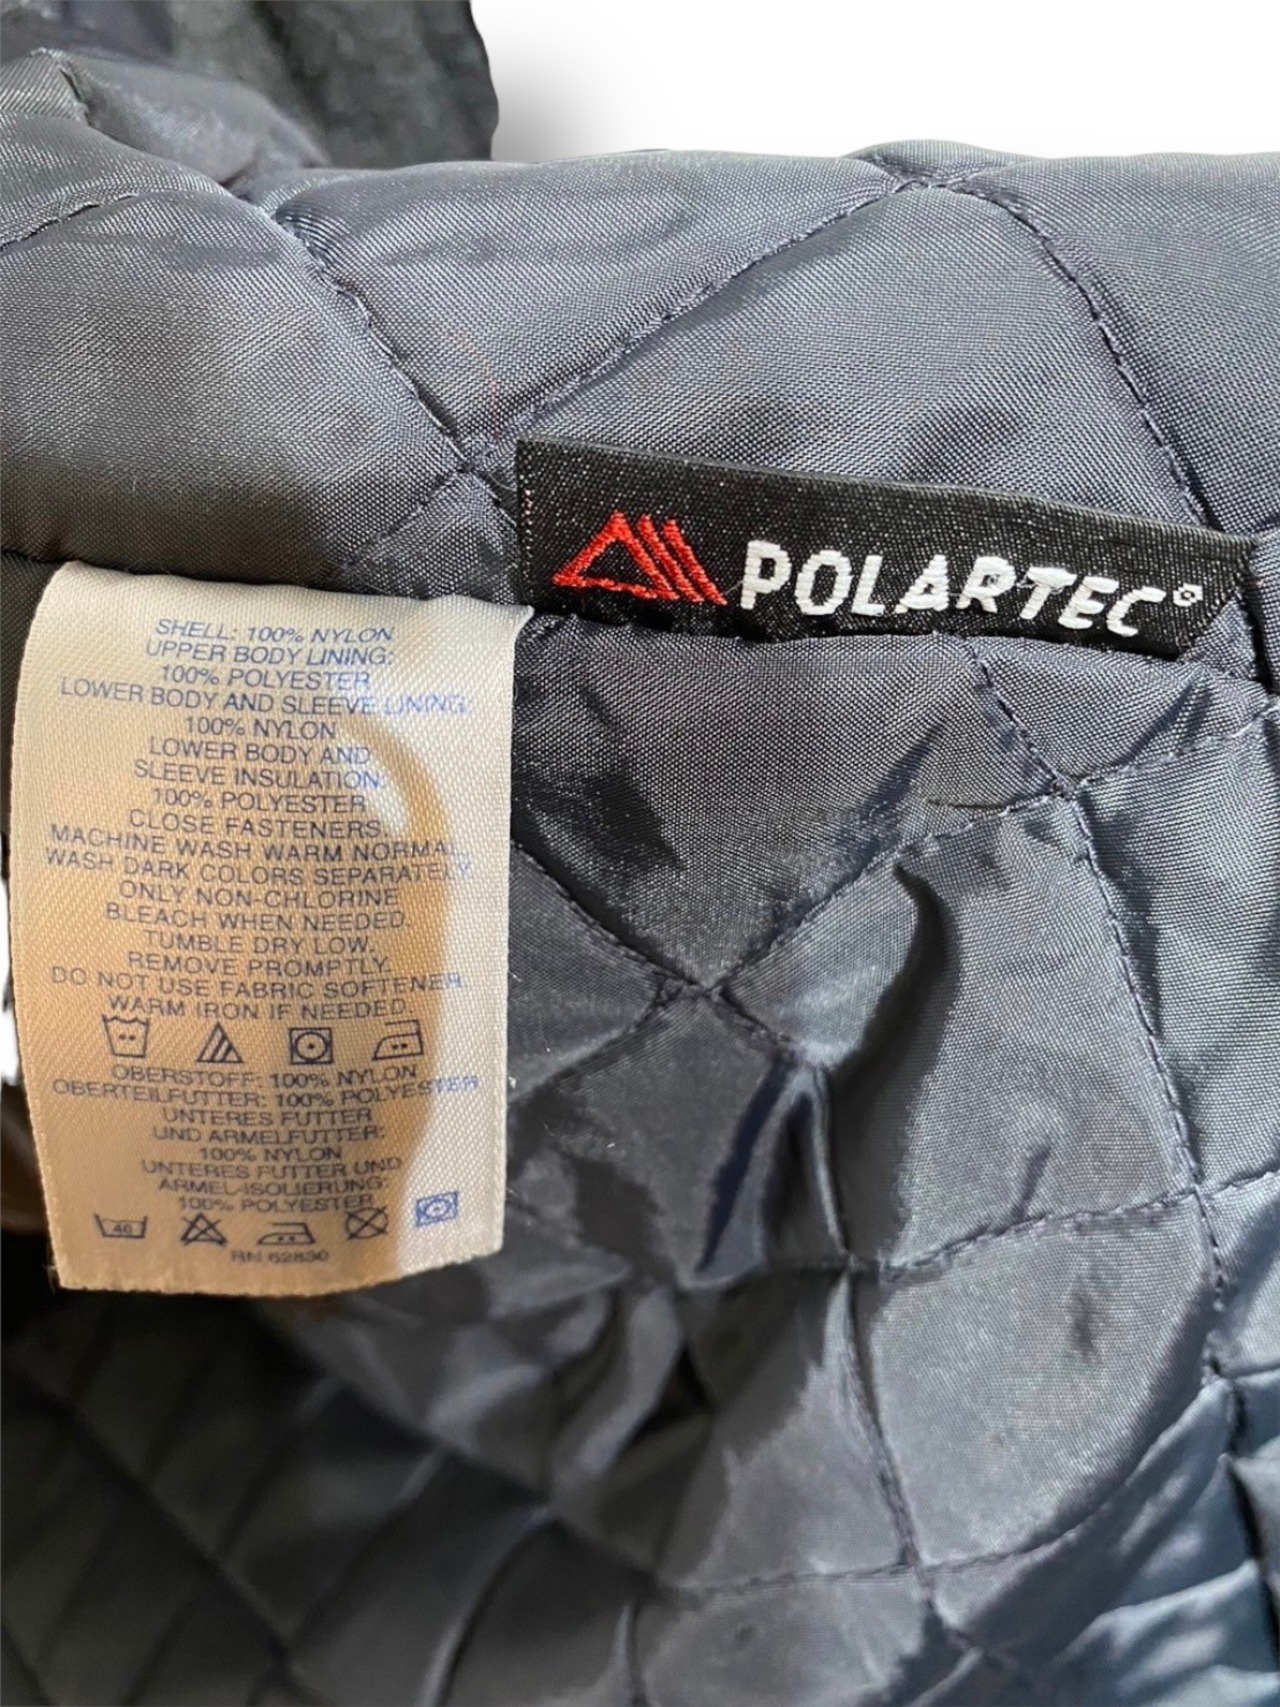 POLARTEC®
SHELL: 100% NYLON
UPPER BODY LINING:
100% POLYESTER
LOWER BODY AND SLEEVE LINING:
100% NYLON
LOWER BODY AND
SLEEVE INSULATION:
100% POLYESTER
CLOSE FASTENERS.
MACHINE WASH WARM NORMAL.
WASH DARK COLORS SEPARATELY.
ONLY NON-CHLORINE
BLEACH WHEN NEEDED.
TUMBLE DRY LOW.
REMOVE PROMPTLY.
DO NOT USE FABRIC SOFTENER.
WARM IRON IF NEEDED.
OBERSTOFF: 100% NYLON
OBERTEILFUTTER: 100% POLYESTER
UNTERES FUTTER
UND ARMELFUTTER:
100% NYLON
UNTERES FUTTER UND
ARMEL-ISOLIERUNG:
100% POLYESTER
40
RN 62830